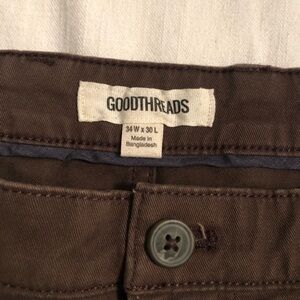 GOODTHREADS
34 W x 30 L
Made in
Bangladesh